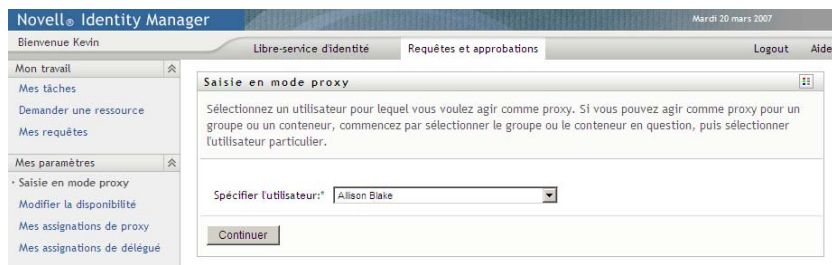 Novell® Identity Manager
Mardi 20 mars 2007
Bienvenue Kevin
Libre-service d'identité
Requêtes et approbations
Logout
Aide
Mon travail
Mes tâches
Demander une ressource
Mes requêtes
Mes paramètres
Saisie en mode proxy
Modifier la disponibilité
Mes assignations de proxy
Mes assignations de délégué
Saisie en mode proxy
Sélectionnez un utilisateur pour lequel vous voulez agir comme proxy. Si vous pouvez agir comme proxy pour un
groupe ou un conteneur, commencez par sélectionner le groupe ou le conteneur en question, puis sélectionner
l'utilisateur particulier.
Spécifier l'utilisateur:* Allison Blake
Continuer